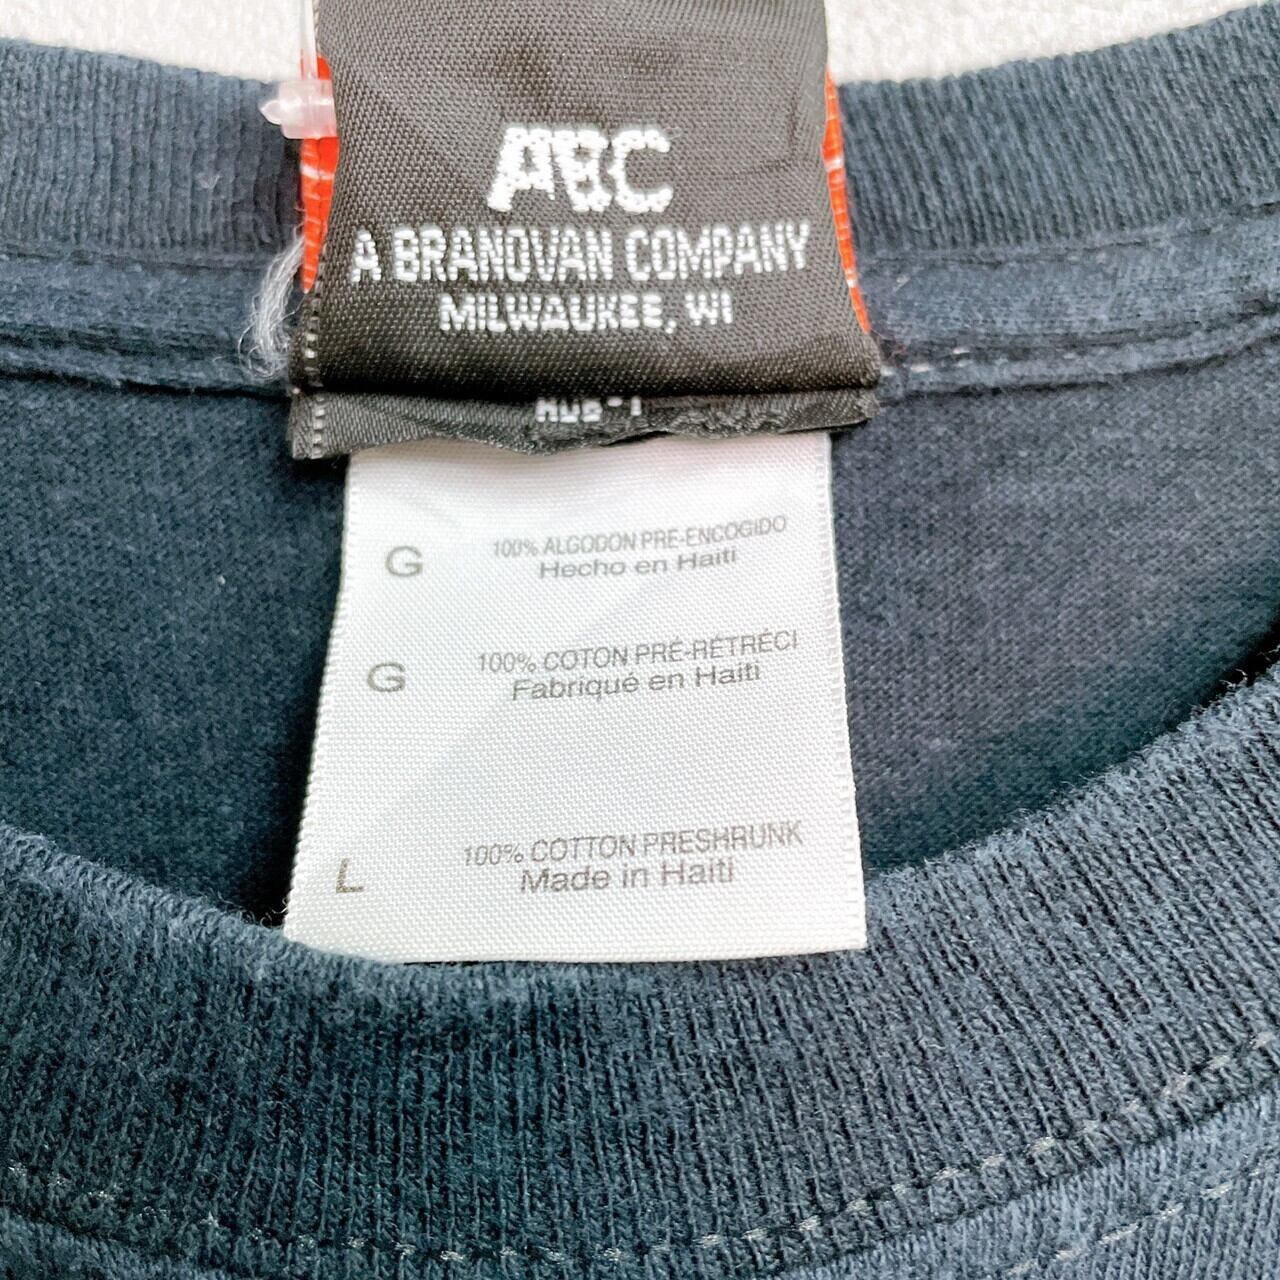 ABC
A BRANOVAN COMPANY
MILWAUKEE, WI
G 100% ALGODON PRE-ENCOGIDO
Hecho en Haiti
G 100% COTON PRÉ-RÉTRÉCI
Fabriqué en Haiti
L 100% COTTON PRESHRUNK
Made in Haiti